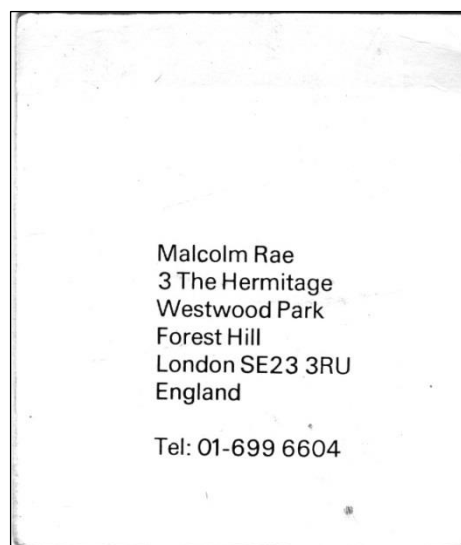 Malcolm Rae
3 The Hermitage
Westwood Park
Forest Hill
London SE23 3RU
England
Tel: 01-699 6604